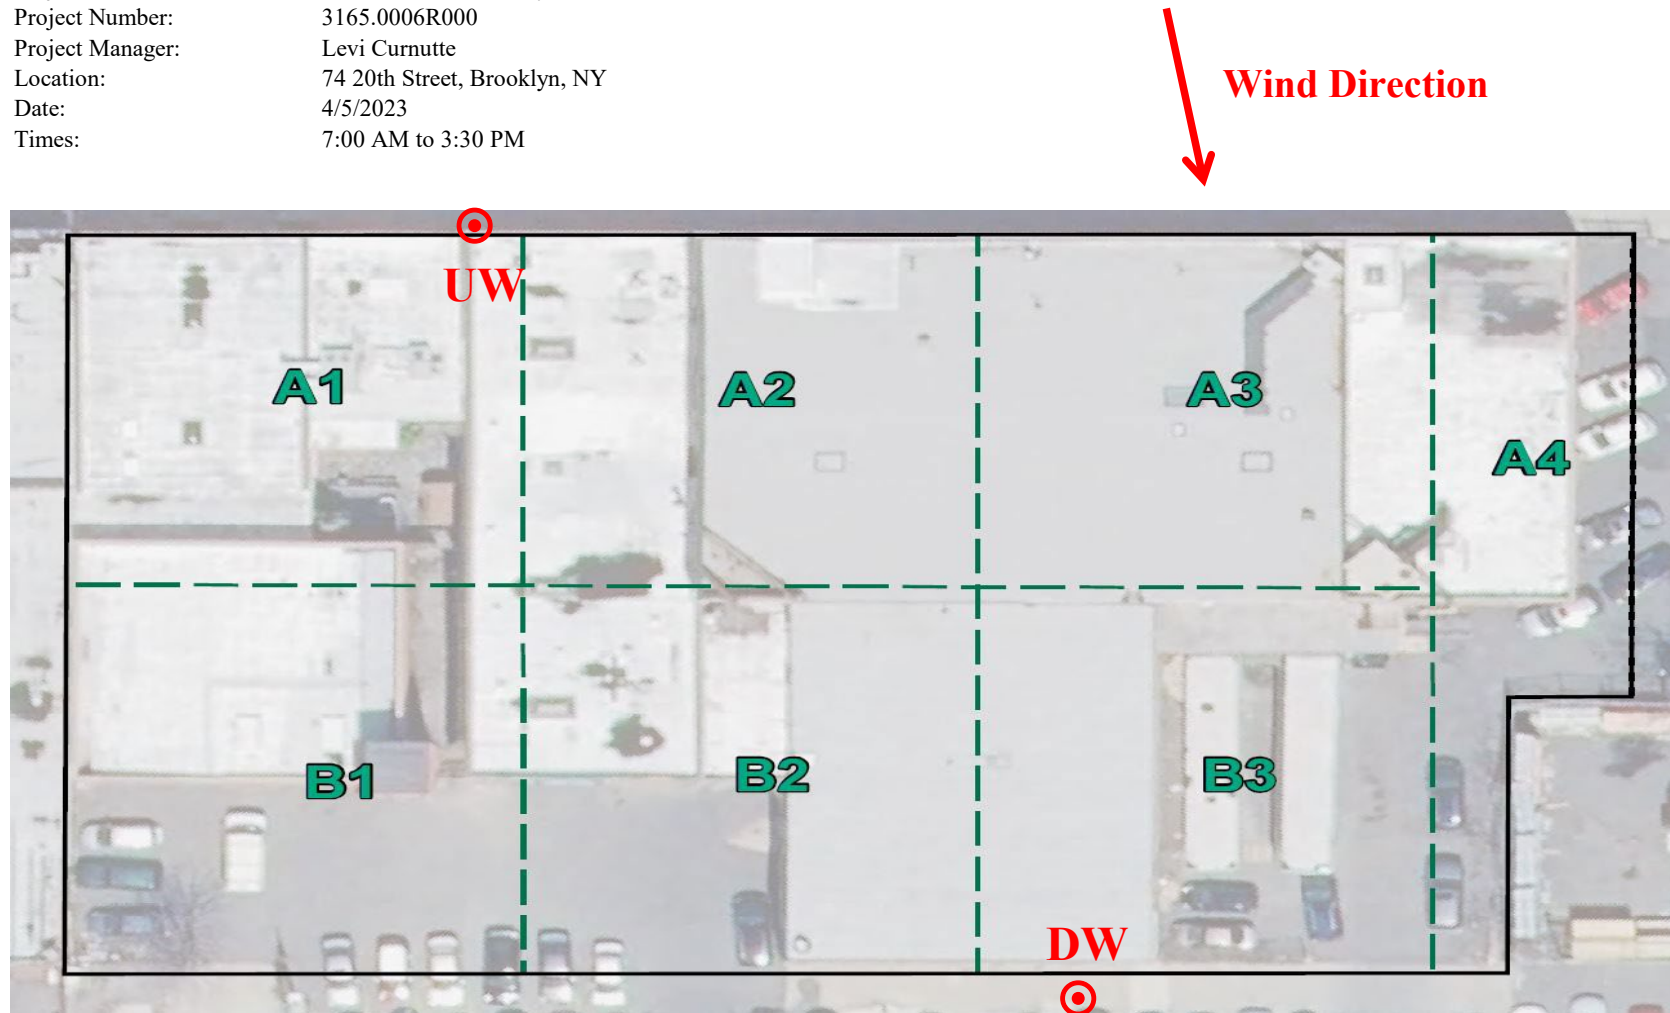 Project Number: 3165.0006R000
Project Manager: Levi Curnutte
Location: 74 20th Street, Brooklyn, NY
Date: 4/5/2023
Times: 7:00 AM to 3:30 PM
Wind Direction
UW
A1
A2
A3
A4
B1
B2
B3
DW